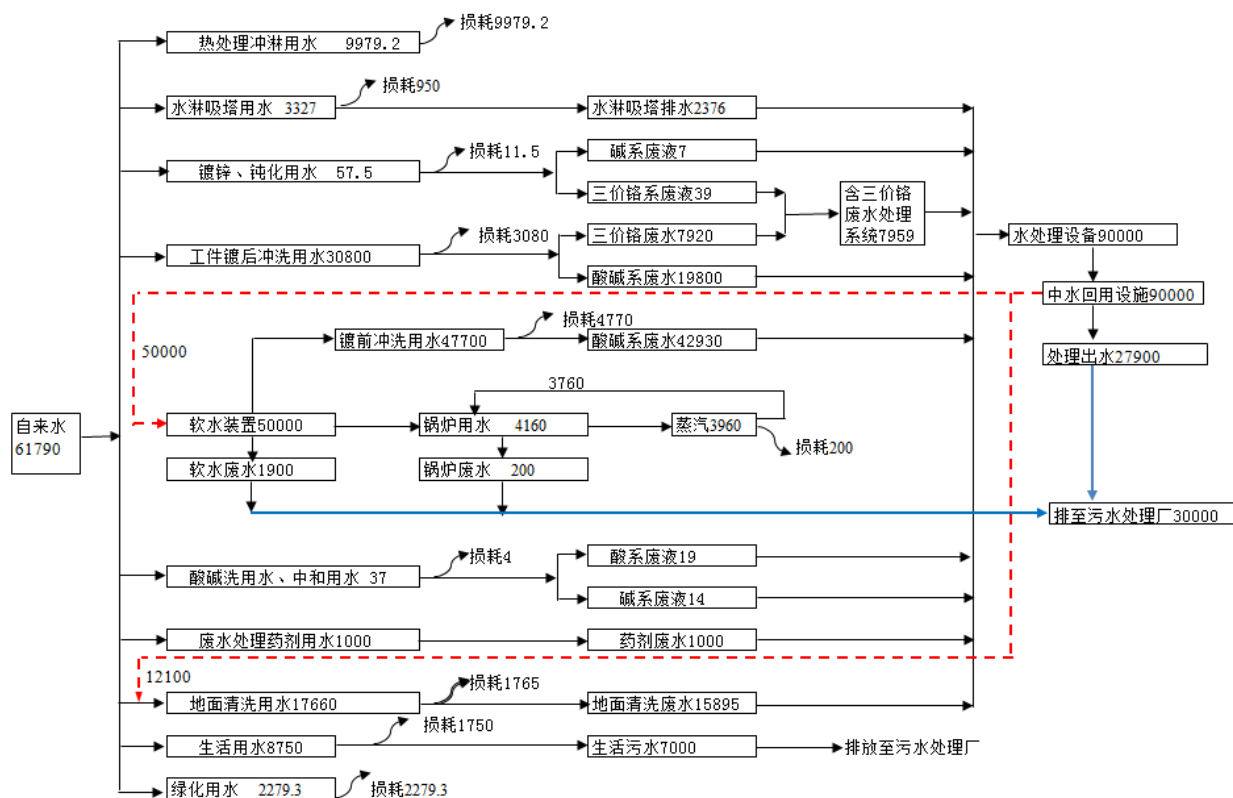 损耗9979.2
热处理冲淋用水 9979.2
损耗950
水淋吸塔用水 3327
水淋吸塔排水2376
损耗11.5
镀锌、钝化用水 57.5
碱系废液7
三价铬系废液39
含三价铬
废水处理
系统7959
损耗3080
工件镀后冲洗用水30800
三价铬废水7920
酸碱系废水19800
水处理设备90000
中水回用设施90000
处理出水27900
50000
损耗4770
镀前冲洗用水47700
酸碱系废水42930
3760
自来水
61790
软水装置50000
锅炉用水 4160
蒸汽3960
损耗200
软水废水1900
锅炉废水 200
排至污水处理厂30000
损耗4
酸碱洗用水、中和用水 37
酸系废液19
碱系废液14
废水处理药剂用水1000
药剂废水1000
12100
损耗1765
地面清洗用水17660
地面清洗废水15895
损耗1750
生活用水8750
生活污水7000
排放至污水处理厂
绿化用水 2279.3
损耗2279.3